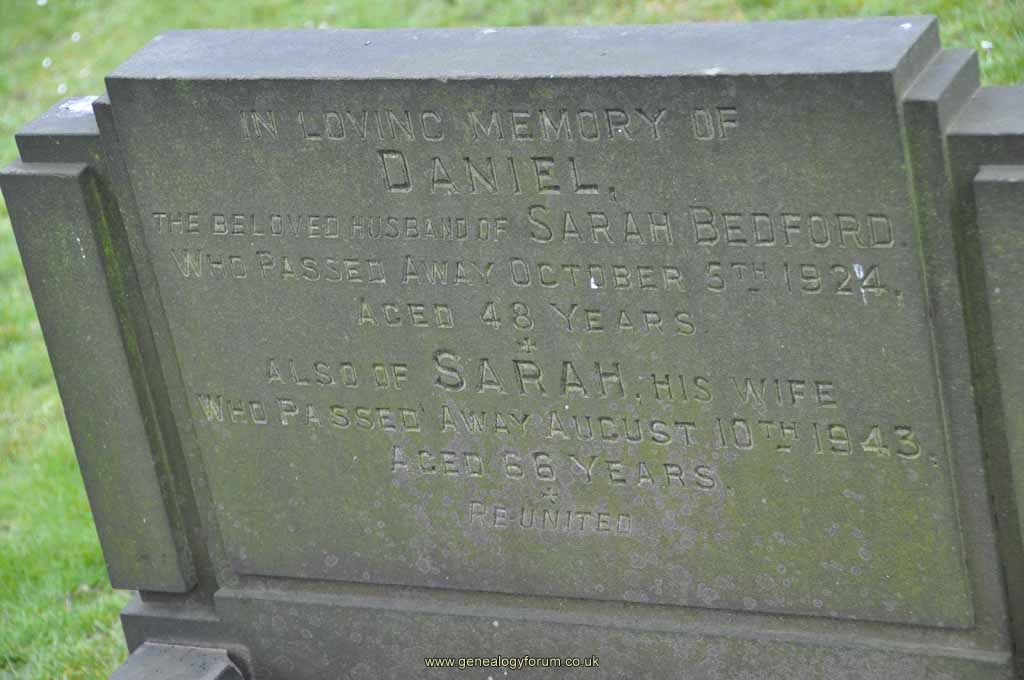 IN LOVING MEMORY OF
DANIEL,
THE BELOVED HUSBAND OF SARAH BEDFORD.
WHO PASSED AWAY OCTOBER 5TH 1924,
AGED 48 YEARS.
ALSO OF SARAH, HIS WIFE
WHO PASSED AWAY AUGUST 10TH 1943,
AGED 66 YEARS.
RE-UNITED
www.genealogyforum.co.uk